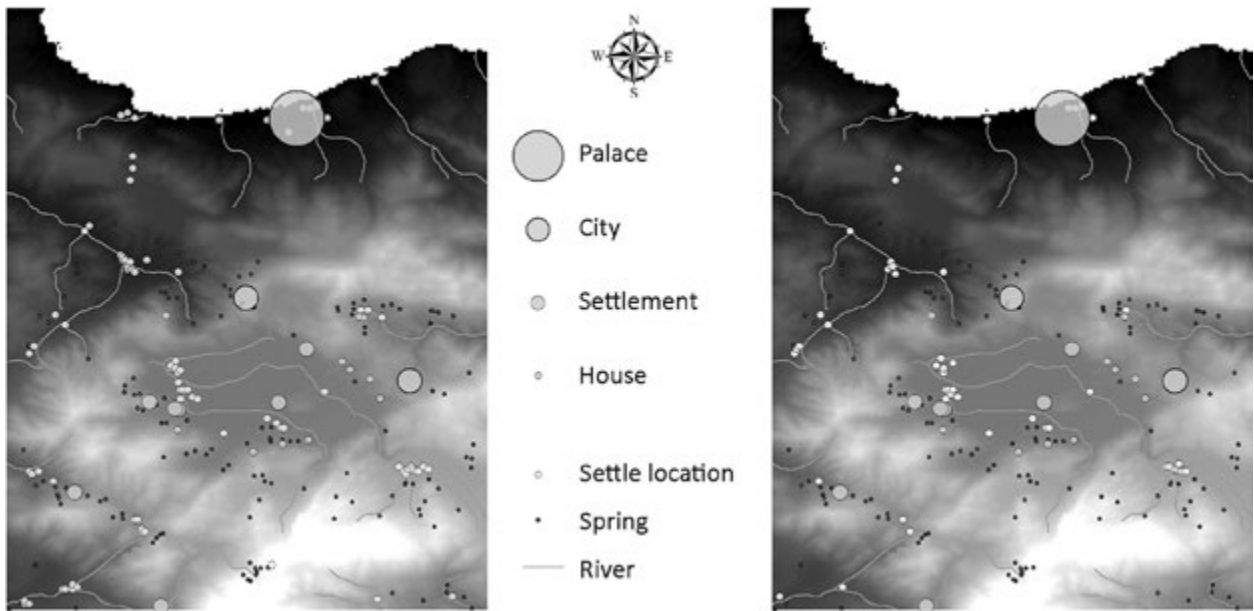 N
W E
S
Palace
City
Settlement
House
Settle location
Spring
River